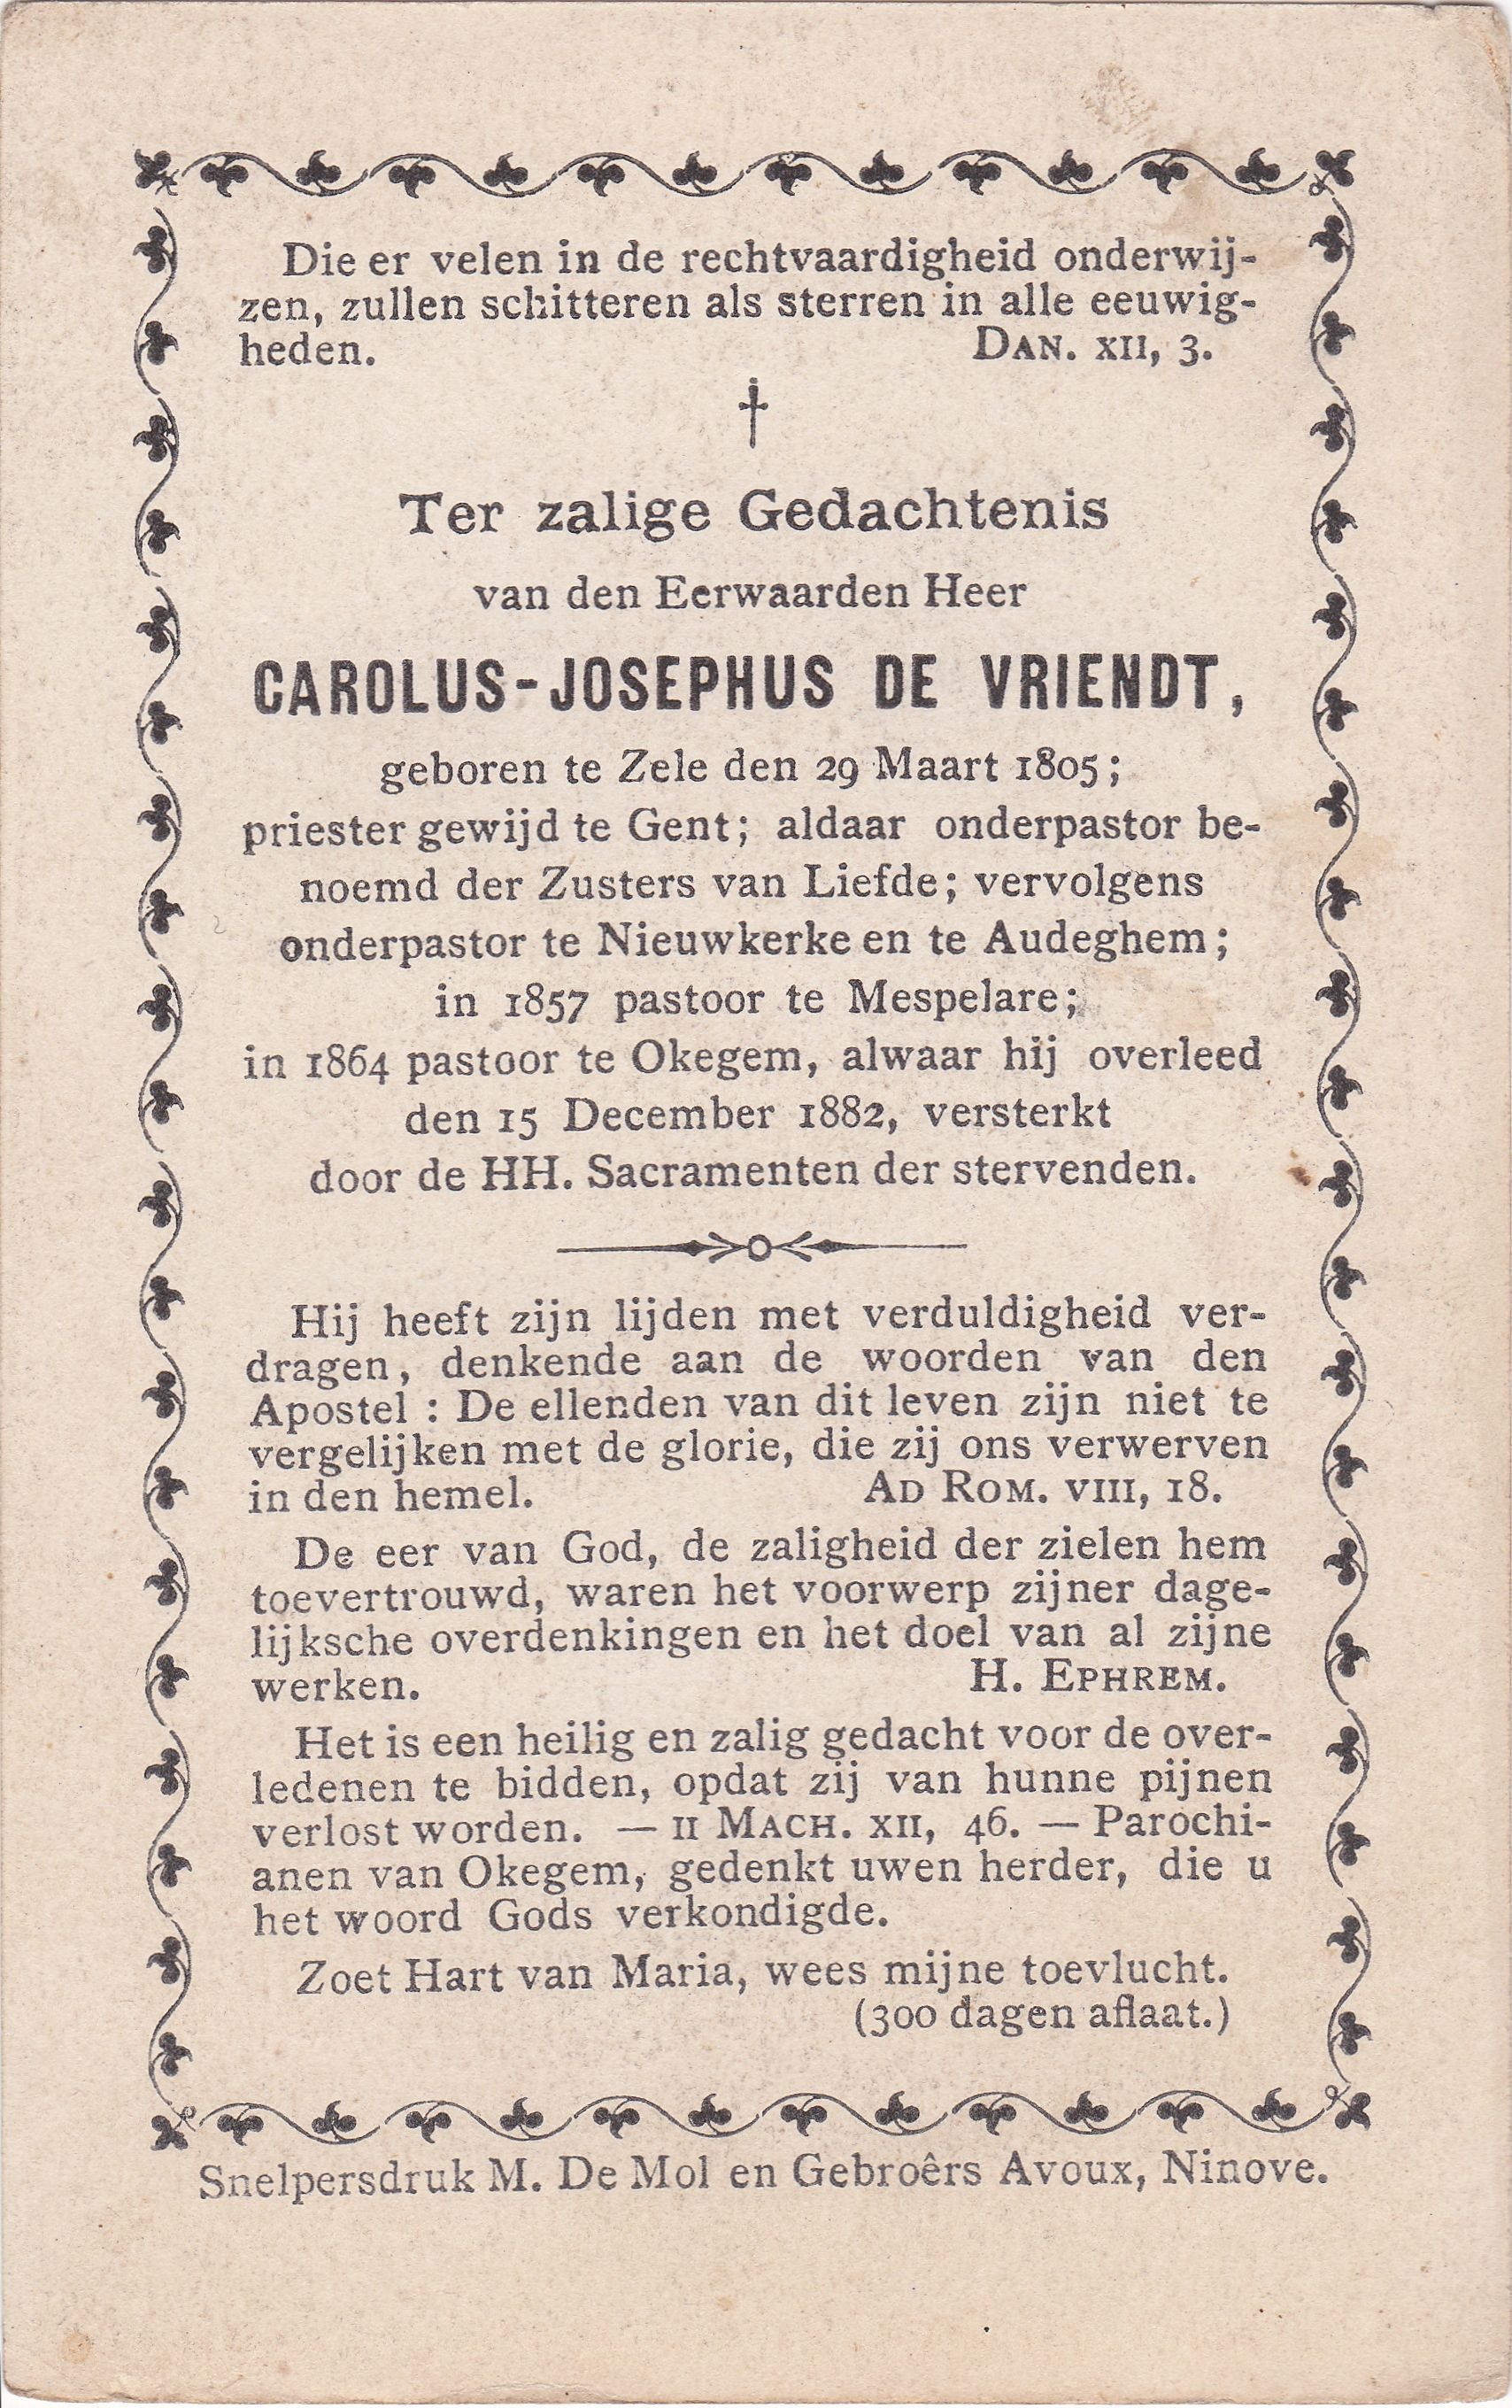 Die er velen in de rechtvaardigheid onderwij-
zen, zullen schitteren als sterren in alle eeuwig-
heden. DAN. XII, 3.
†
Ter zalige Gedachtenis
van den Eerwaarden Heer
CAROLUS-JOSEPHUS DE VRIENDT,
geboren te Zele den 29 Maart 1805;
priester gewijd te Gent; aldaar onderpastor be-
noemd der Zusters van Liefde; vervolgens
onderpastor te Nieuwkerke en te Audeghem;
in 1857 pastoor te Mespelare;
in 1864 pastoor te Okegem, alwaar hij overleed
den 15 December 1882, versterkt
door de HH. Sacramenten der stervenden.
Hij heeft zijn lijden met verduldigheid ver-
dragen, denkende aan de woorden van den
Apostel : De ellenden van dit leven zijn niet te
vergelijken met de glorie, die zij ons verwerven
in den hemel. AD ROM. VIII, 18.
De eer van God, de zaligheid der zielen hem
toevertrouwd, waren het voorwerp zijner dage-
lijksche overdenkingen en het doel van al zijne
werken. H. EPHREM.
Het is een heilig en zalig gedacht voor de over-
ledenen te bidden, opdat zij van hunne pijnen
verlost worden. — II MACH. XII, 46. — Parochi-
anen van Okegem, gedenkt uwen herder, die u
het woord Gods verkondigde.
Zoet Hart van Maria, wees mijne toevlucht.
(300 dagen aflaat.)
Snelpersdruk M. De Mol en Gebroêrs Avoux, Ninove.